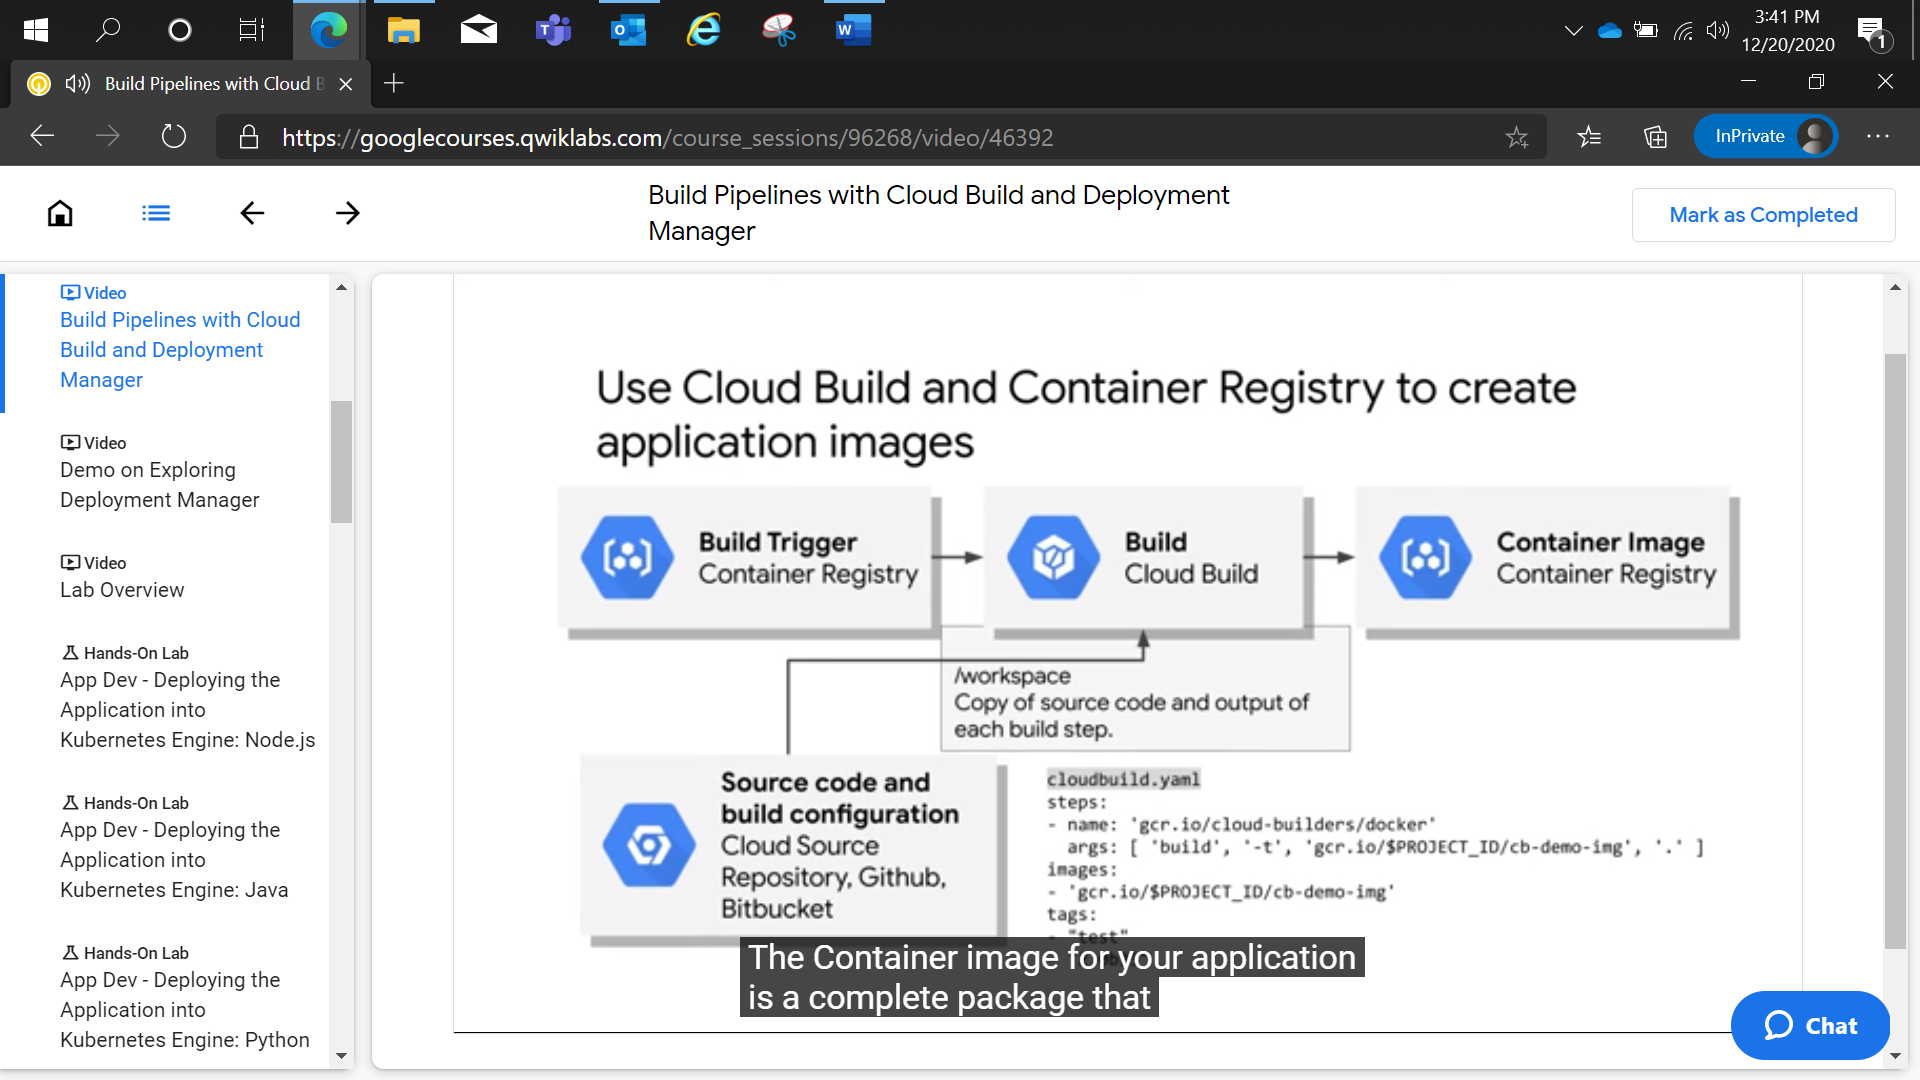 3:41 PM
12/20/2020
1
Build Pipelines with Cloud B
https://googlecourses.qwiklabs.com/course_sessions/96268/video/46392
InPrivate
Build Pipelines with Cloud Build and Deployment
Manager
Mark as Completed
Video
Build Pipelines with Cloud
Build and Deployment
Manager
Video
Demo on Exploring
Deployment Manager
Video
Lab Overview
Hands-On Lab
App Dev - Deploying the
Application into
Kubernetes Engine: Node.js
Hands-On Lab
App Dev - Deploying the
Application into
Kubernetes Engine: Java
Hands-On Lab
App Dev - Deploying the
Application into
Kubernetes Engine: Python
Use Cloud Build and Container Registry to create
application images
Build Trigger
Container Registry
Build
Cloud Build
Container Image
Container Registry
/workspace
Copy of source code and output of
each build step.
Source code and
build configuration
Cloud Source
Repository, Github,
Bitbucket
cloudbuild.yaml
steps:
- name: 'gcr.io/cloud-builders/docker'
args: [ 'build', '-t', 'gcr.io/$PROJECT_ID/cb-demo-img', '.' ]
images:
- 'gcr.io/$PROJECT_ID/cb-demo-img'
tags:
- "test"
The Container image for your application
is a complete package that
Chat